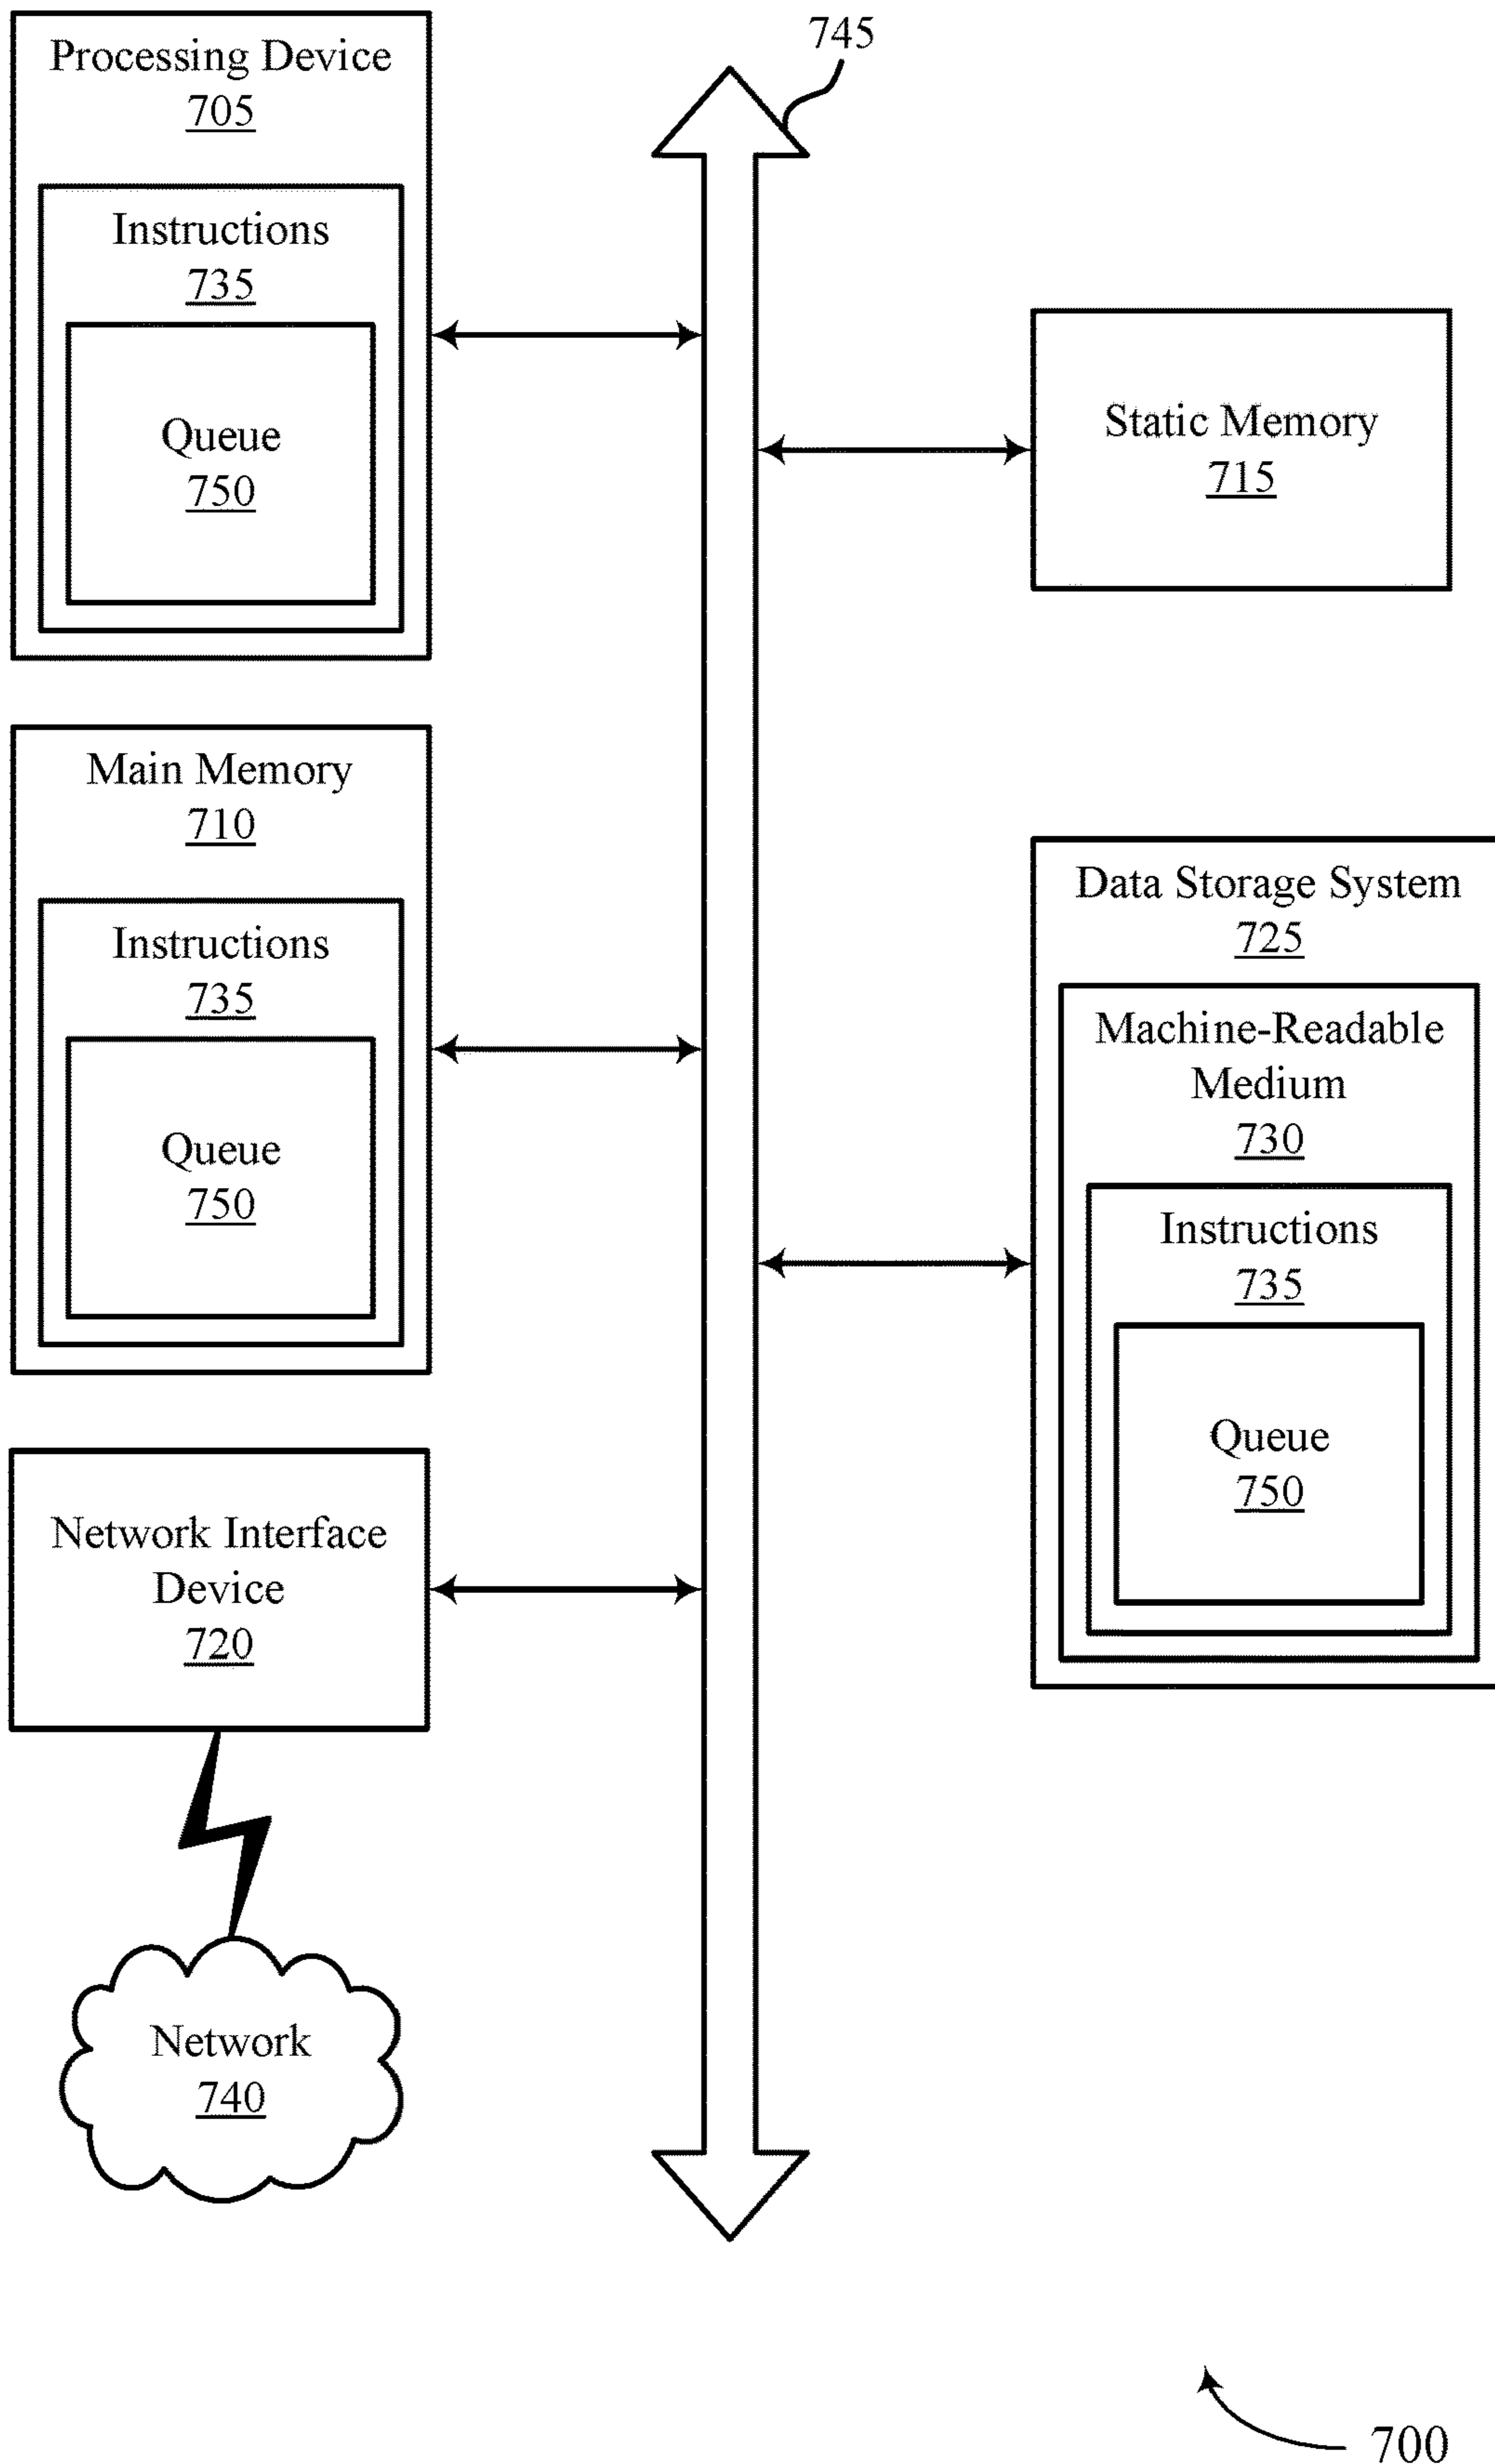 Processing Device
705
Instructions
735
Queue
750
745
Static Memory
715
Main Memory
710
Instructions
735
Queue
750
Data Storage System
725
Machine-Readable
Medium
730
Instructions
735
Queue
750
Network Interface
Device
720
Network
740
700